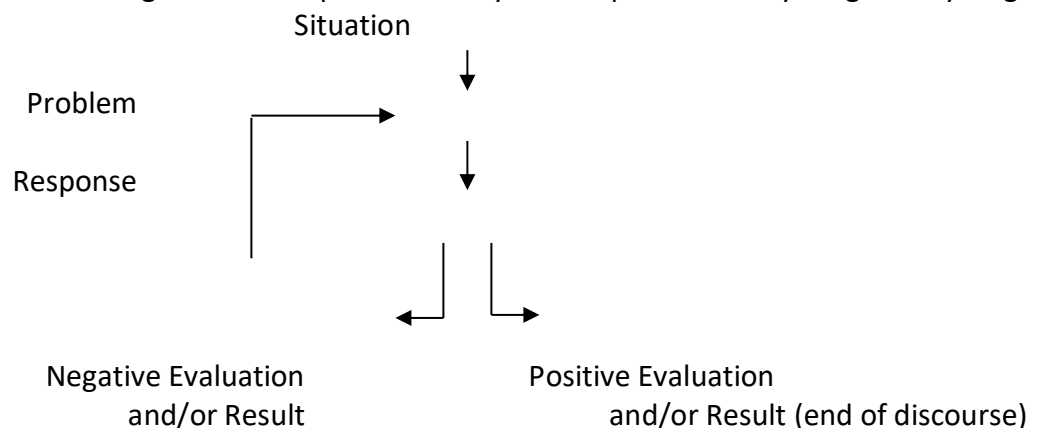 Situation
Problem
Response
Negative Evaluation
Positive Evaluation
and/or Result
and/or Result (end of discourse)